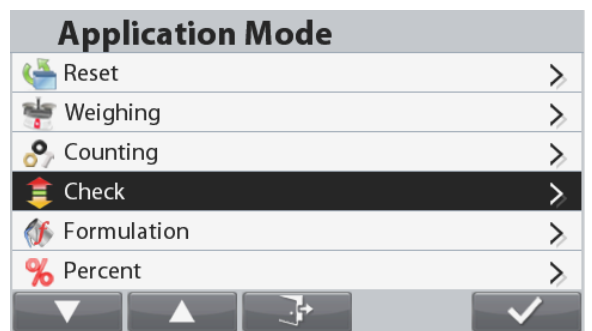 Application Mode
Reset
Weighing
Counting
Check
Formulation
Percent